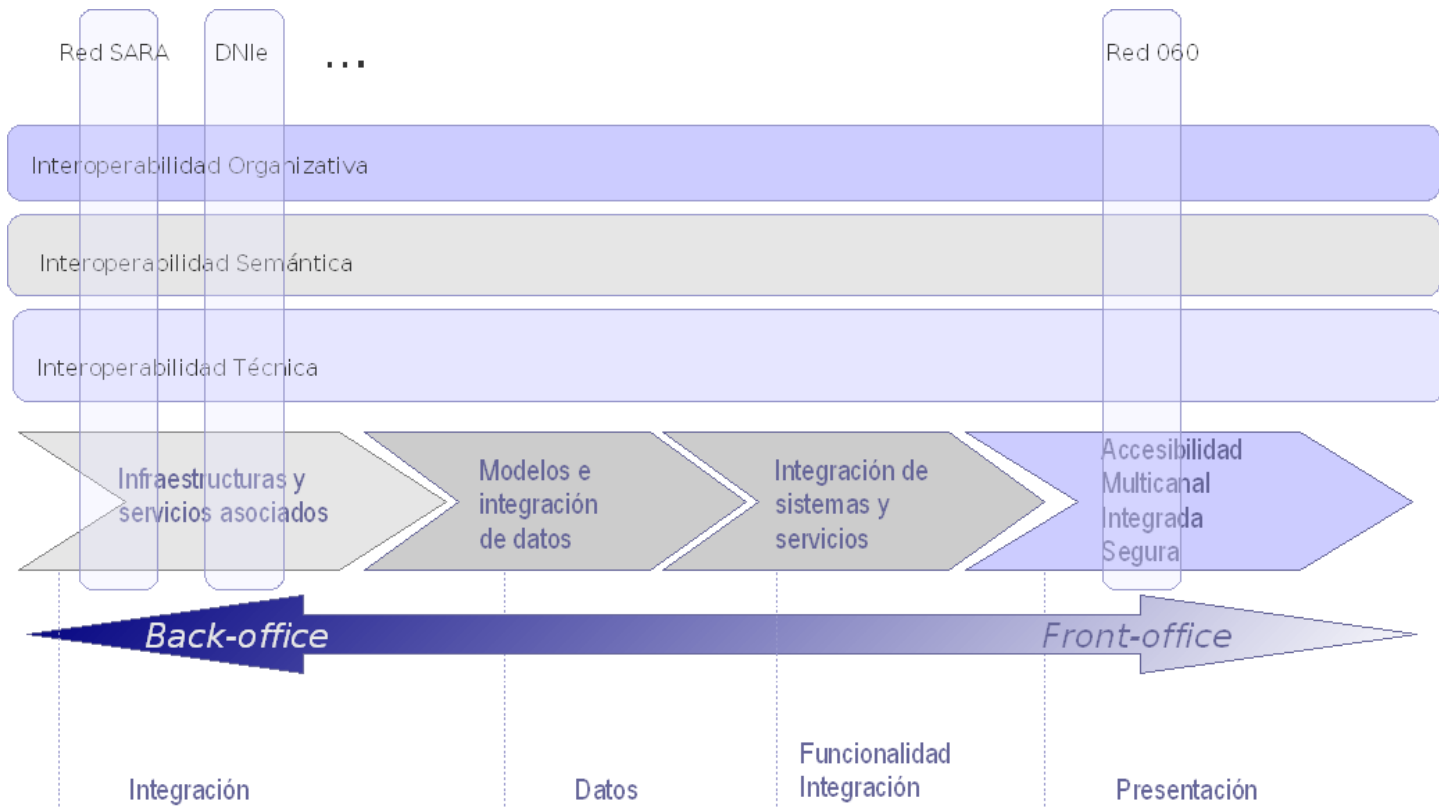 Red SARA
DNIe
...
Red 060
Interoperabilidad Organizativa
Interoperabilidad Semántica
Interoperabilidad Técnica
Infraestructuras y
servicios asociados
Modelos e
integración
de datos
Integración de
sistemas y
servicios
Accesibilidad
Multicanal
Integrada
Segura
Back-office
Front-office
Integración
Datos
Funcionalidad
Integración
Presentación